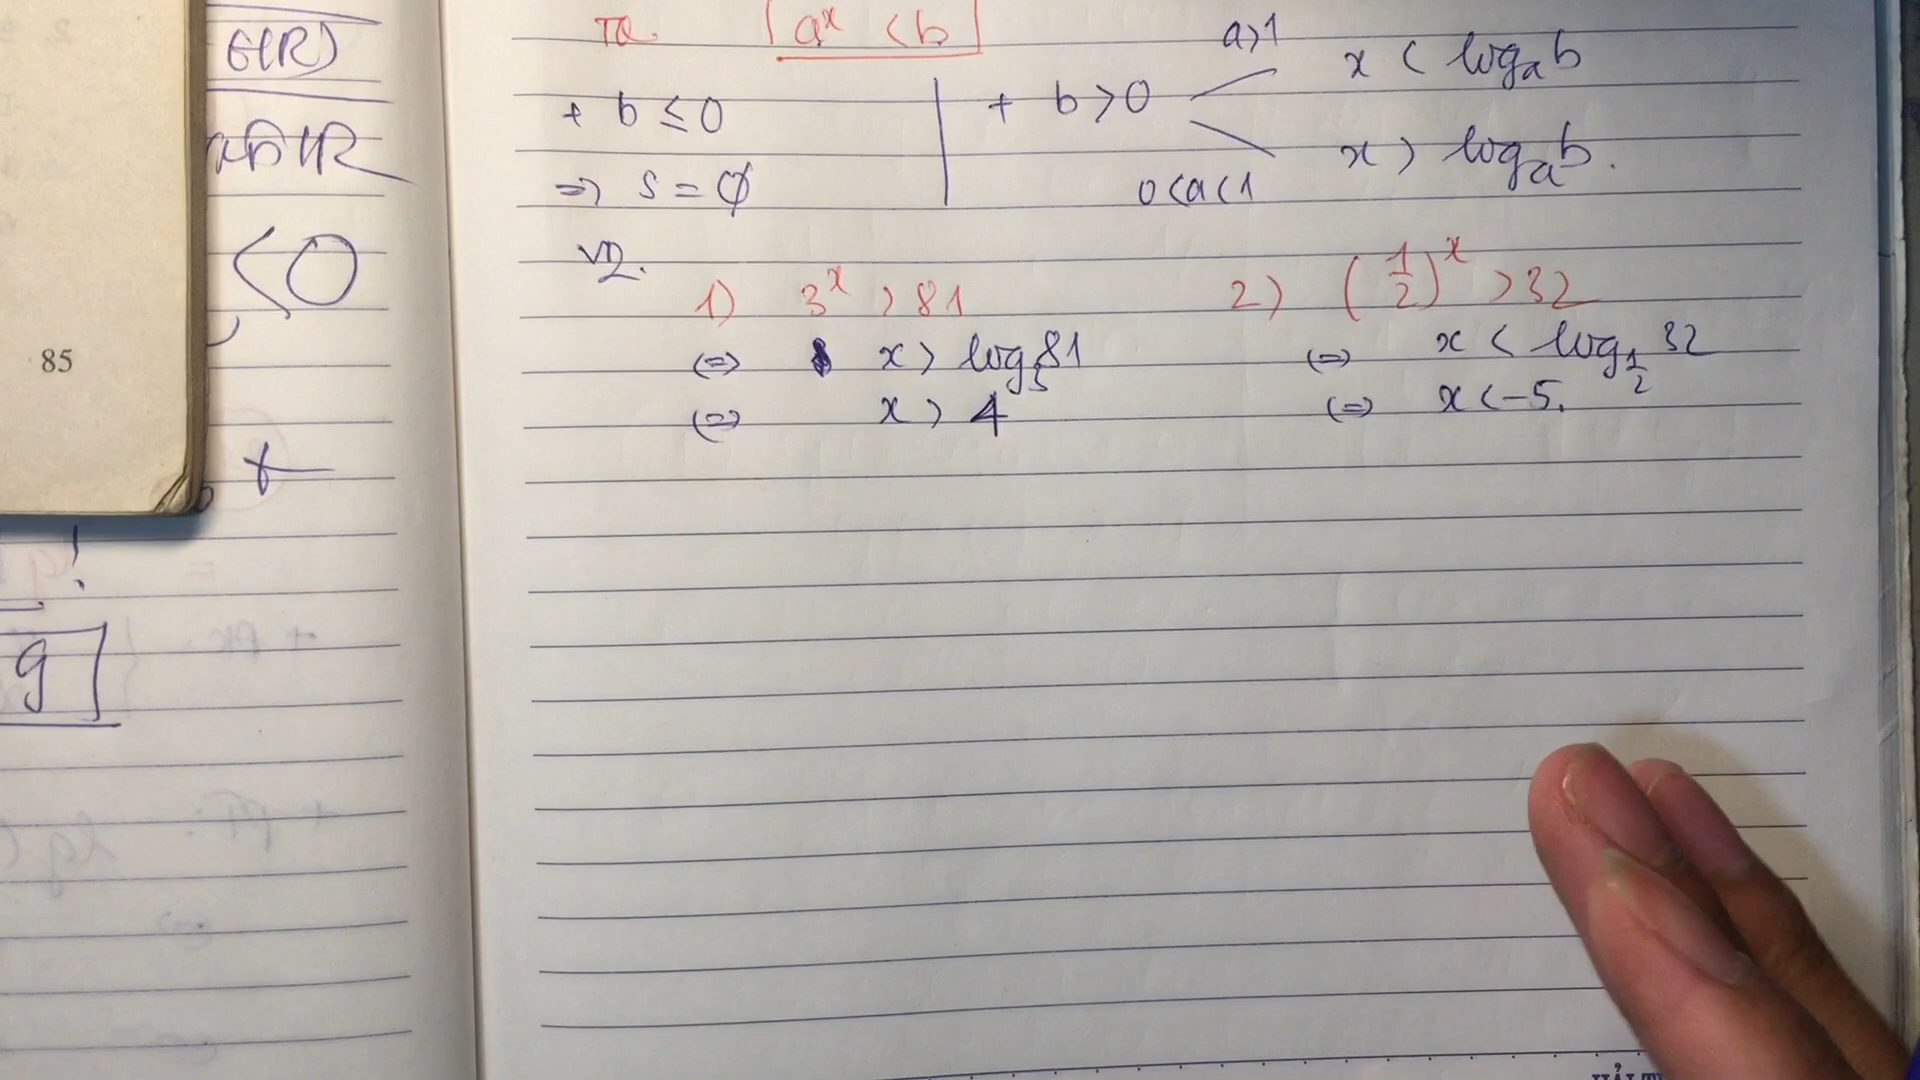 E(R)
<0
85
+
!
g
TQ. a^x < b
+ b ≤ 0
=> S = ∅
+ b > 0
a>1 x < log_a b
0<a<1 x > log_a b.
VD.
1) 3^x > 81
<=> x > log_3 81
<=> x > 4
2) (1/2)^x > 32
<=> x < log_{1/2} 32
<=> x < -5.